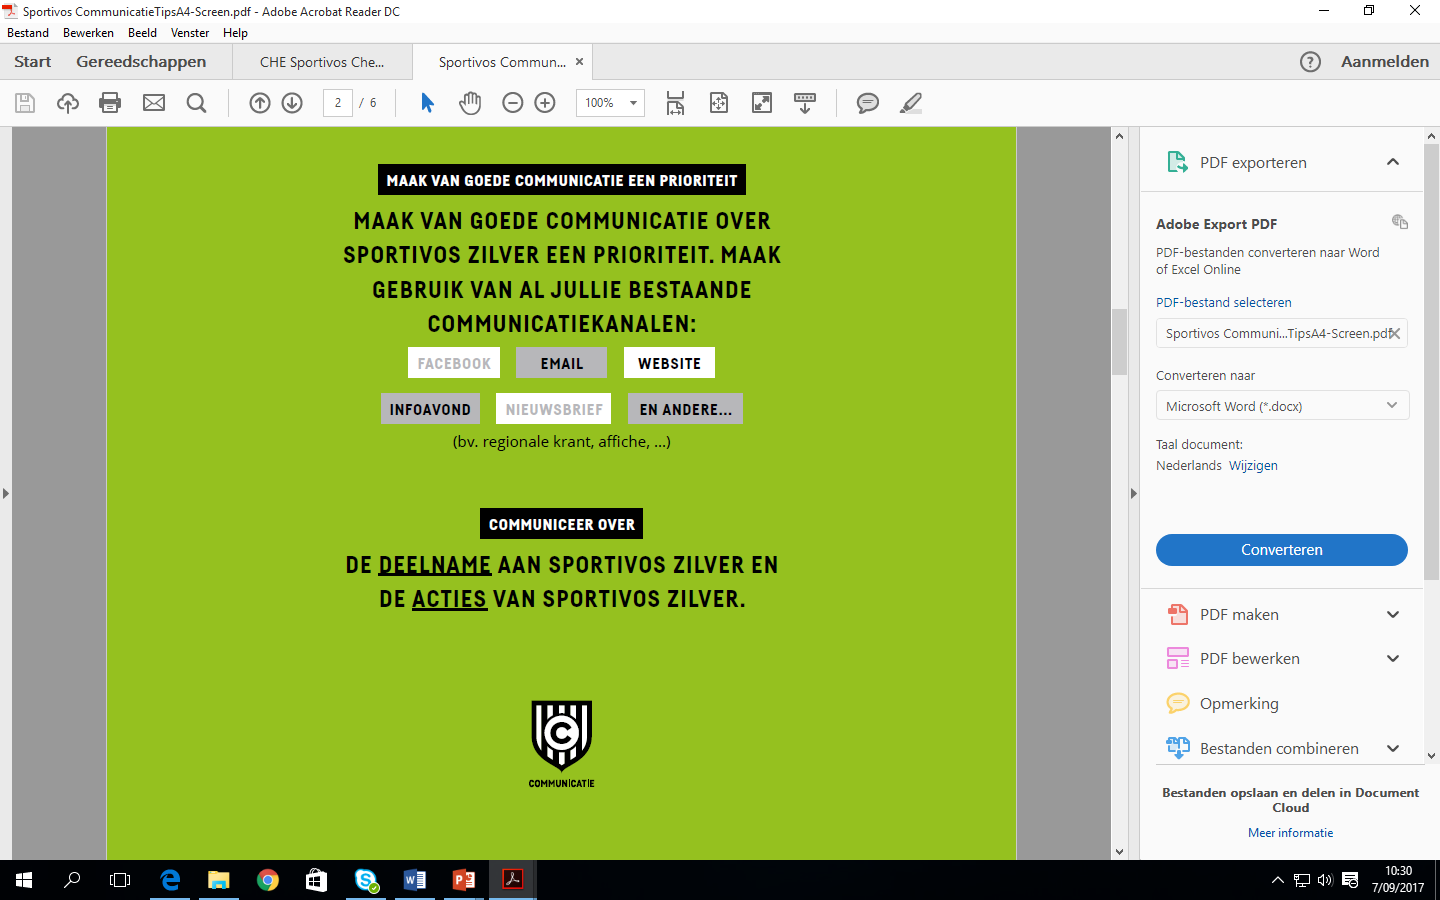 Sportivos CommunicatieTipsA4-Screen.pdf - Adobe Acrobat Reader DC
Bestand Bewerken Beeld Venster Help
Start Gereedschappen CHE Sportivos Che... Sportivos Commun... × ? Aanmelden
2 / 6 100%
MAAK VAN GOEDE COMMUNICATIE EEN PRIORITEIT
MAAK VAN GOEDE COMMUNICATIE OVER
SPORTIVOS ZILVER EEN PRIORITEIT. MAAK
GEBRUIK VAN AL JULLIE BESTAANDE
COMMUNICATIEKANALEN:
FACEBOOK EMAIL WEBSITE
INFOAVOND NIEUWSBRIEF EN ANDERE...
(bv. regionale krant, affiche, ...)
COMMUNICEER OVER
DE DEELNAME AAN SPORTIVOS ZILVER EN
DE ACTIES VAN SPORTIVOS ZILVER.
C
COMMUNICATIE
PDF exporteren
Adobe Export PDF
PDF-bestanden converteren naar Word
of Excel Online
PDF-bestand selecteren
Sportivos Communi...TipsA4-Screen.pdf
Converteren naar
Microsoft Word (*.docx)
Taal document:
Nederlands Wijzigen
Converteren
PDF maken
PDF bewerken
Opmerking
Bestanden combineren
Bestanden opslaan en delen in Document
Cloud
Meer informatie
10:30
7/09/2017